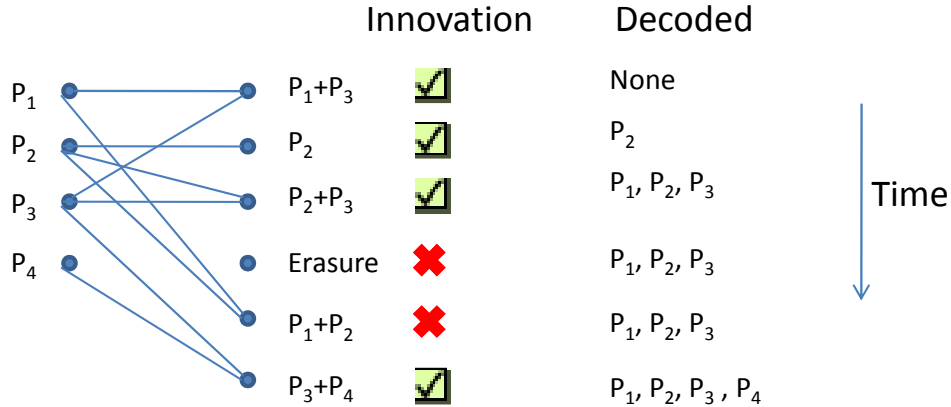 Innovation Decoded
P₁ P₁+P₃ None
P₂ P₂ P₂
P₃ P₂+P₃ P₁, P₂, P₃
Time
P₄ Erasure P₁, P₂, P₃
P₁+P₂ P₁, P₂, P₃
P₃+P₄ P₁, P₂, P₃ , P₄